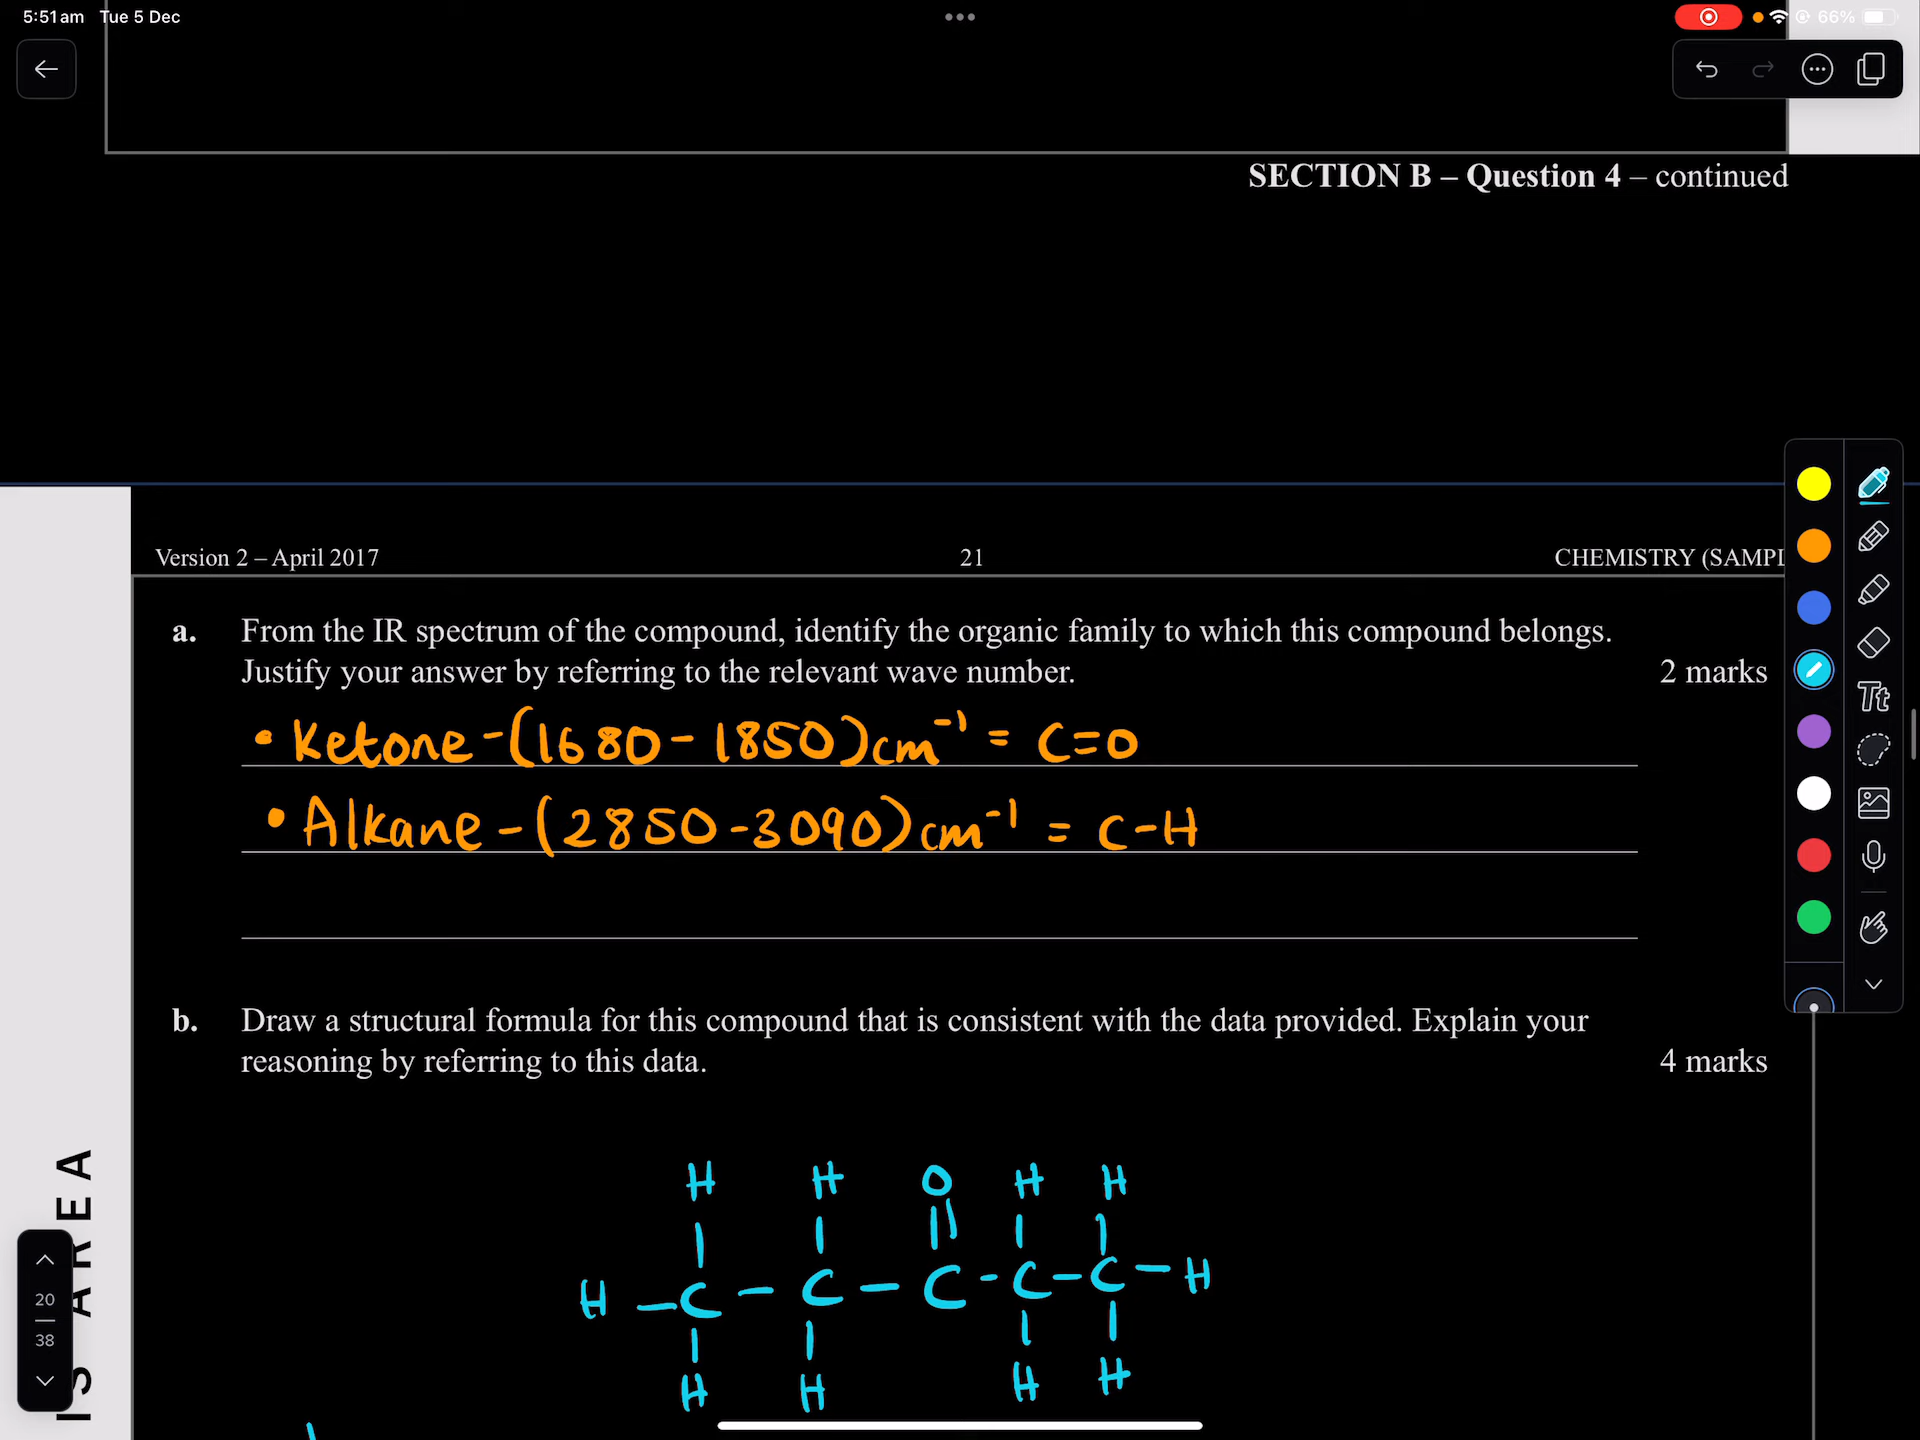 5:51am Tue 5 Dec
66%
SECTION B – Question 4 – continued
Version 2 – April 2017
21
CHEMISTRY (SAMPL
a. From the IR spectrum of the compound, identify the organic family to which this compound belongs.
Justify your answer by referring to the relevant wave number.
2 marks
• Ketone - (1680 - 1850) cm⁻¹ = C=O
• Alkane - (2850 - 3090) cm⁻¹ = C-H
b. Draw a structural formula for this compound that is consistent with the data provided. Explain your
reasoning by referring to this data.
4 marks
H H O H H
H - C - C - C - C - C - H
H H H H
IS AREA
20
38
Tt